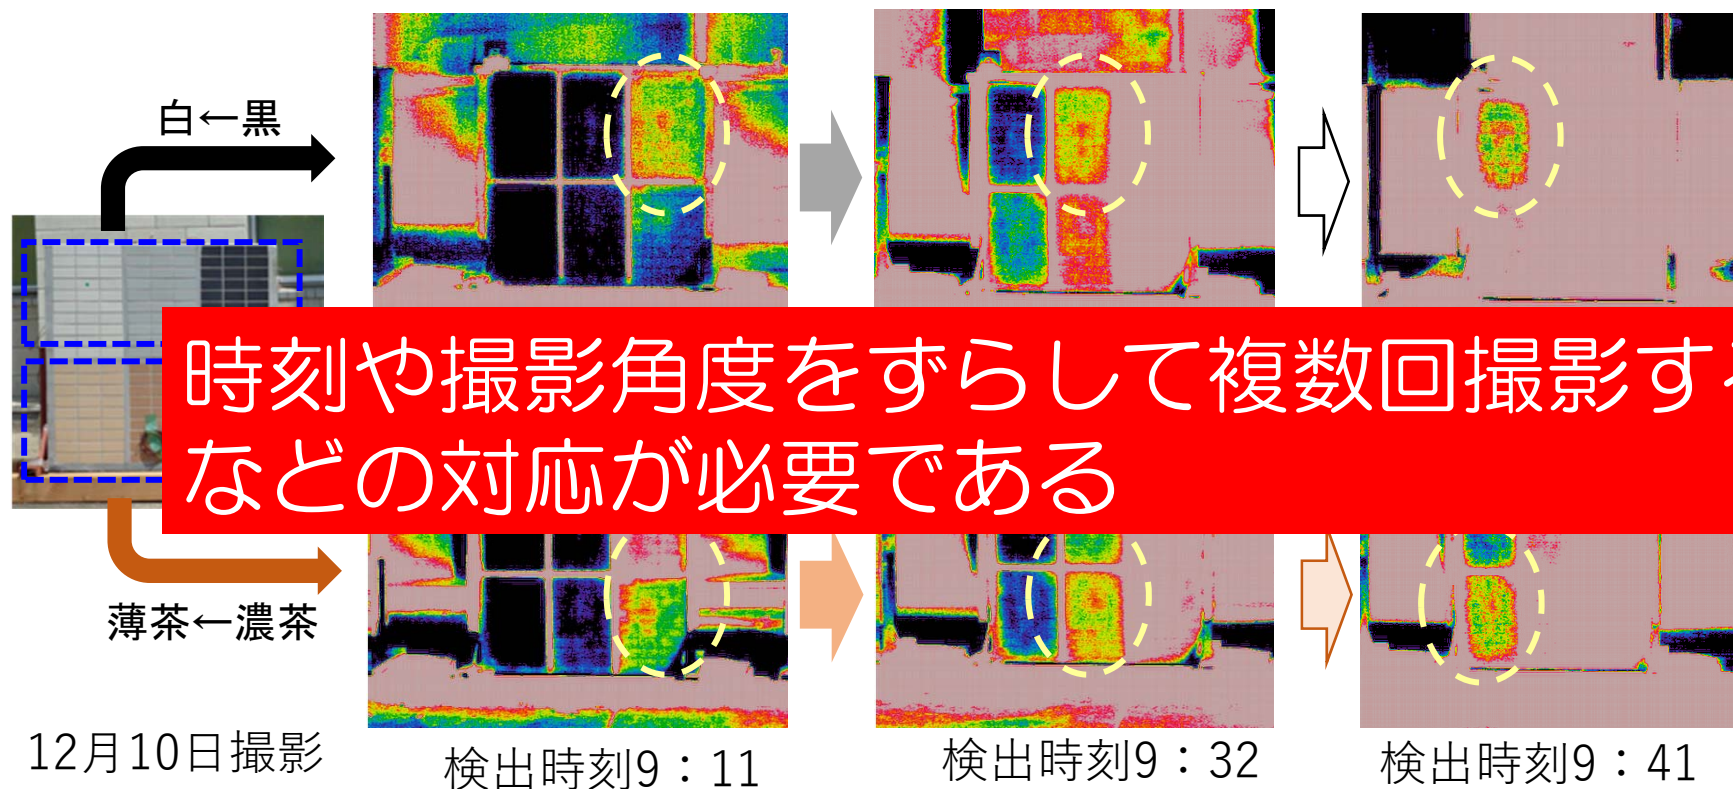 白←黒
時刻や撮影角度をずらして複数回撮影する
などの対応が必要である
薄茶←濃茶
12月10日撮影
検出時刻9：11
検出時刻9：32
検出時刻9：41